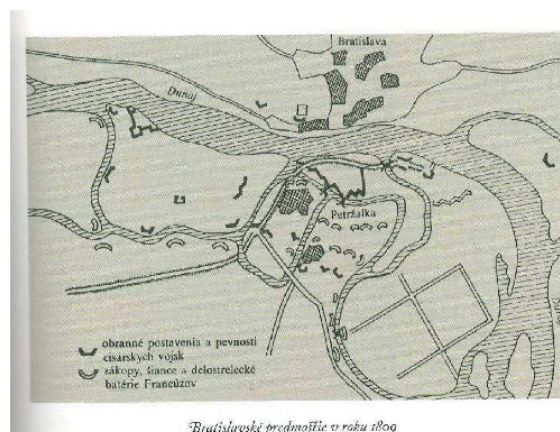 Bratislava
Dunaj
Petržalka
obranné postavenia a pevnosti
cisárskych vojsk
zákopy, šiance a delostrelecké
batérie Francúzov
Bratislavské predmostie v roku 1809